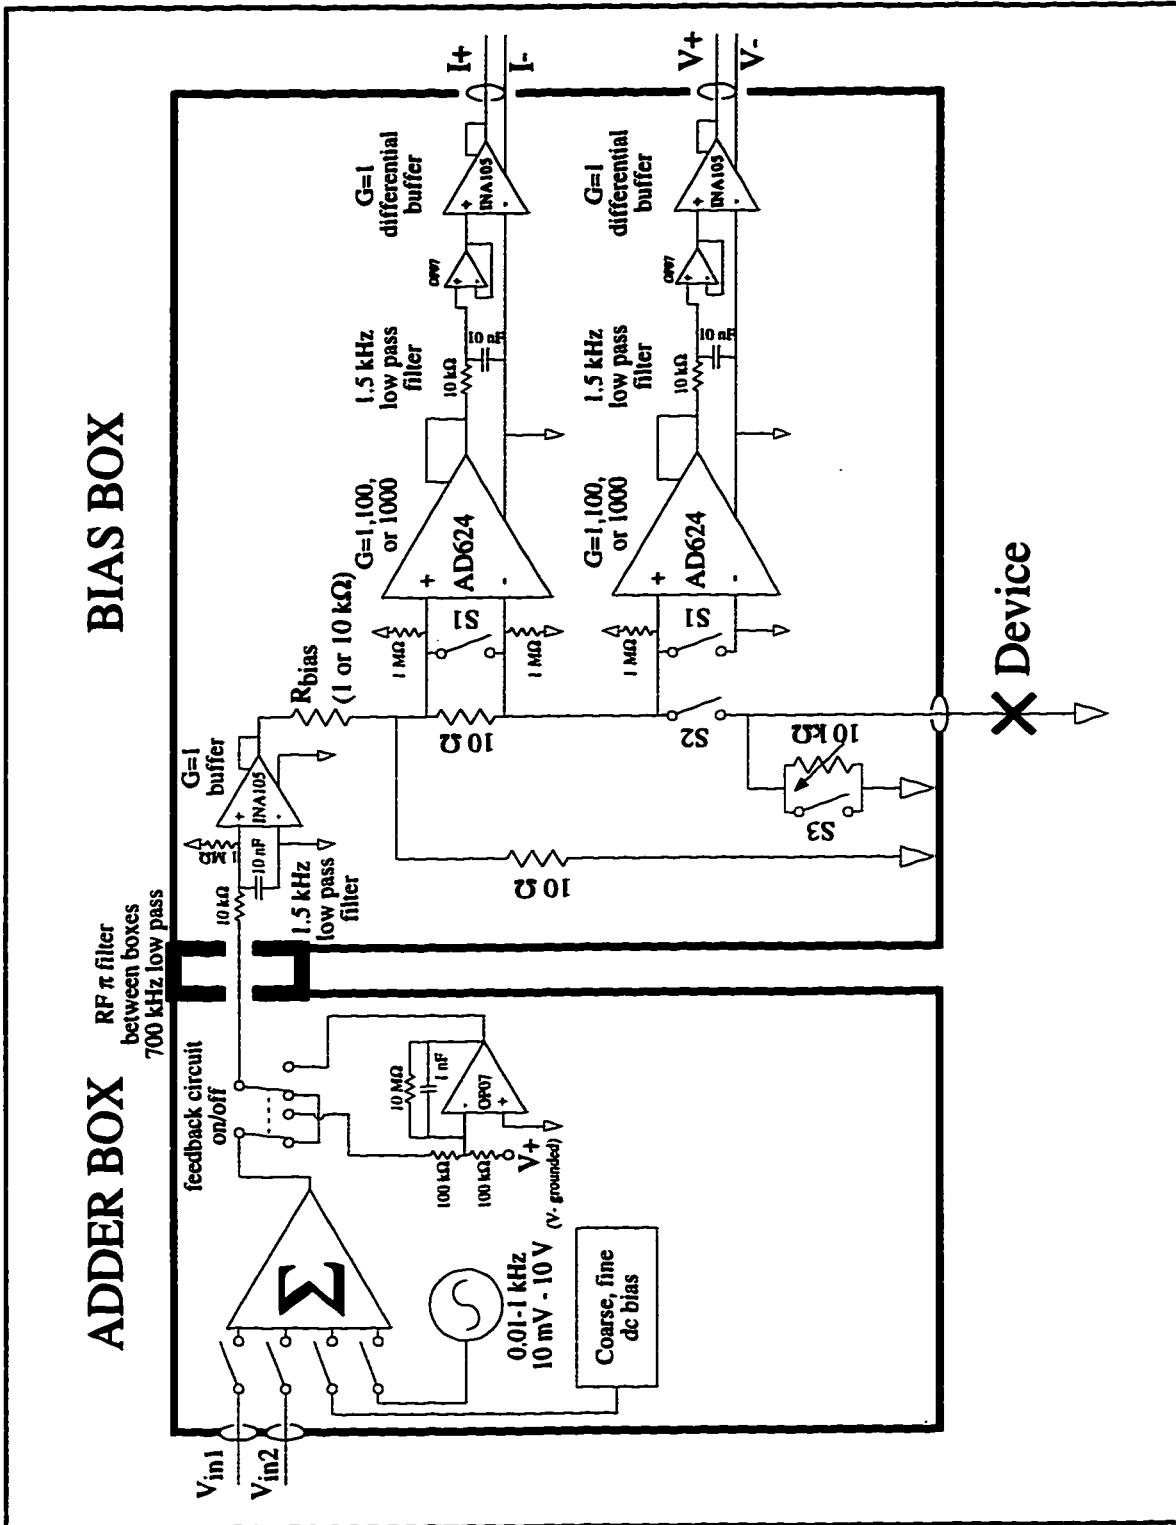 ADDER BOX
BIAS BOX
RF π filter
between boxes
700 kHz low pass
feedback circuit
on/off
Vin1
Vin2
Σ
0.01-1 kHz
10 mV - 10 V
Coarse, fine
dc bias
10 MΩ
1 nF
OP07
-
+
100 kΩ
100 kΩ
V+
(V- grounded)
10 kΩ
1 MΩ
10 nF
1.5 kHz
low pass
filter
G=1
buffer
+
INA105
-
Rbias
(1 or 10 kΩ)
10 Ω
10 Ω
1 MΩ
S1
1 MΩ
G=1,100,
or 1000
+
AD624
-
1.5 kHz
low pass
filter
10 kΩ
10 nF
OP07
+
-
G=1
differential
buffer
+
INA105
-
I+
I-
1 MΩ
S1
S2
G=1,100,
or 1000
+
AD624
-
1.5 kHz
low pass
filter
10 kΩ
10 nF
OP07
+
-
G=1
differential
buffer
+
INA105
-
V+
V-
S3
10 kΩ
Device